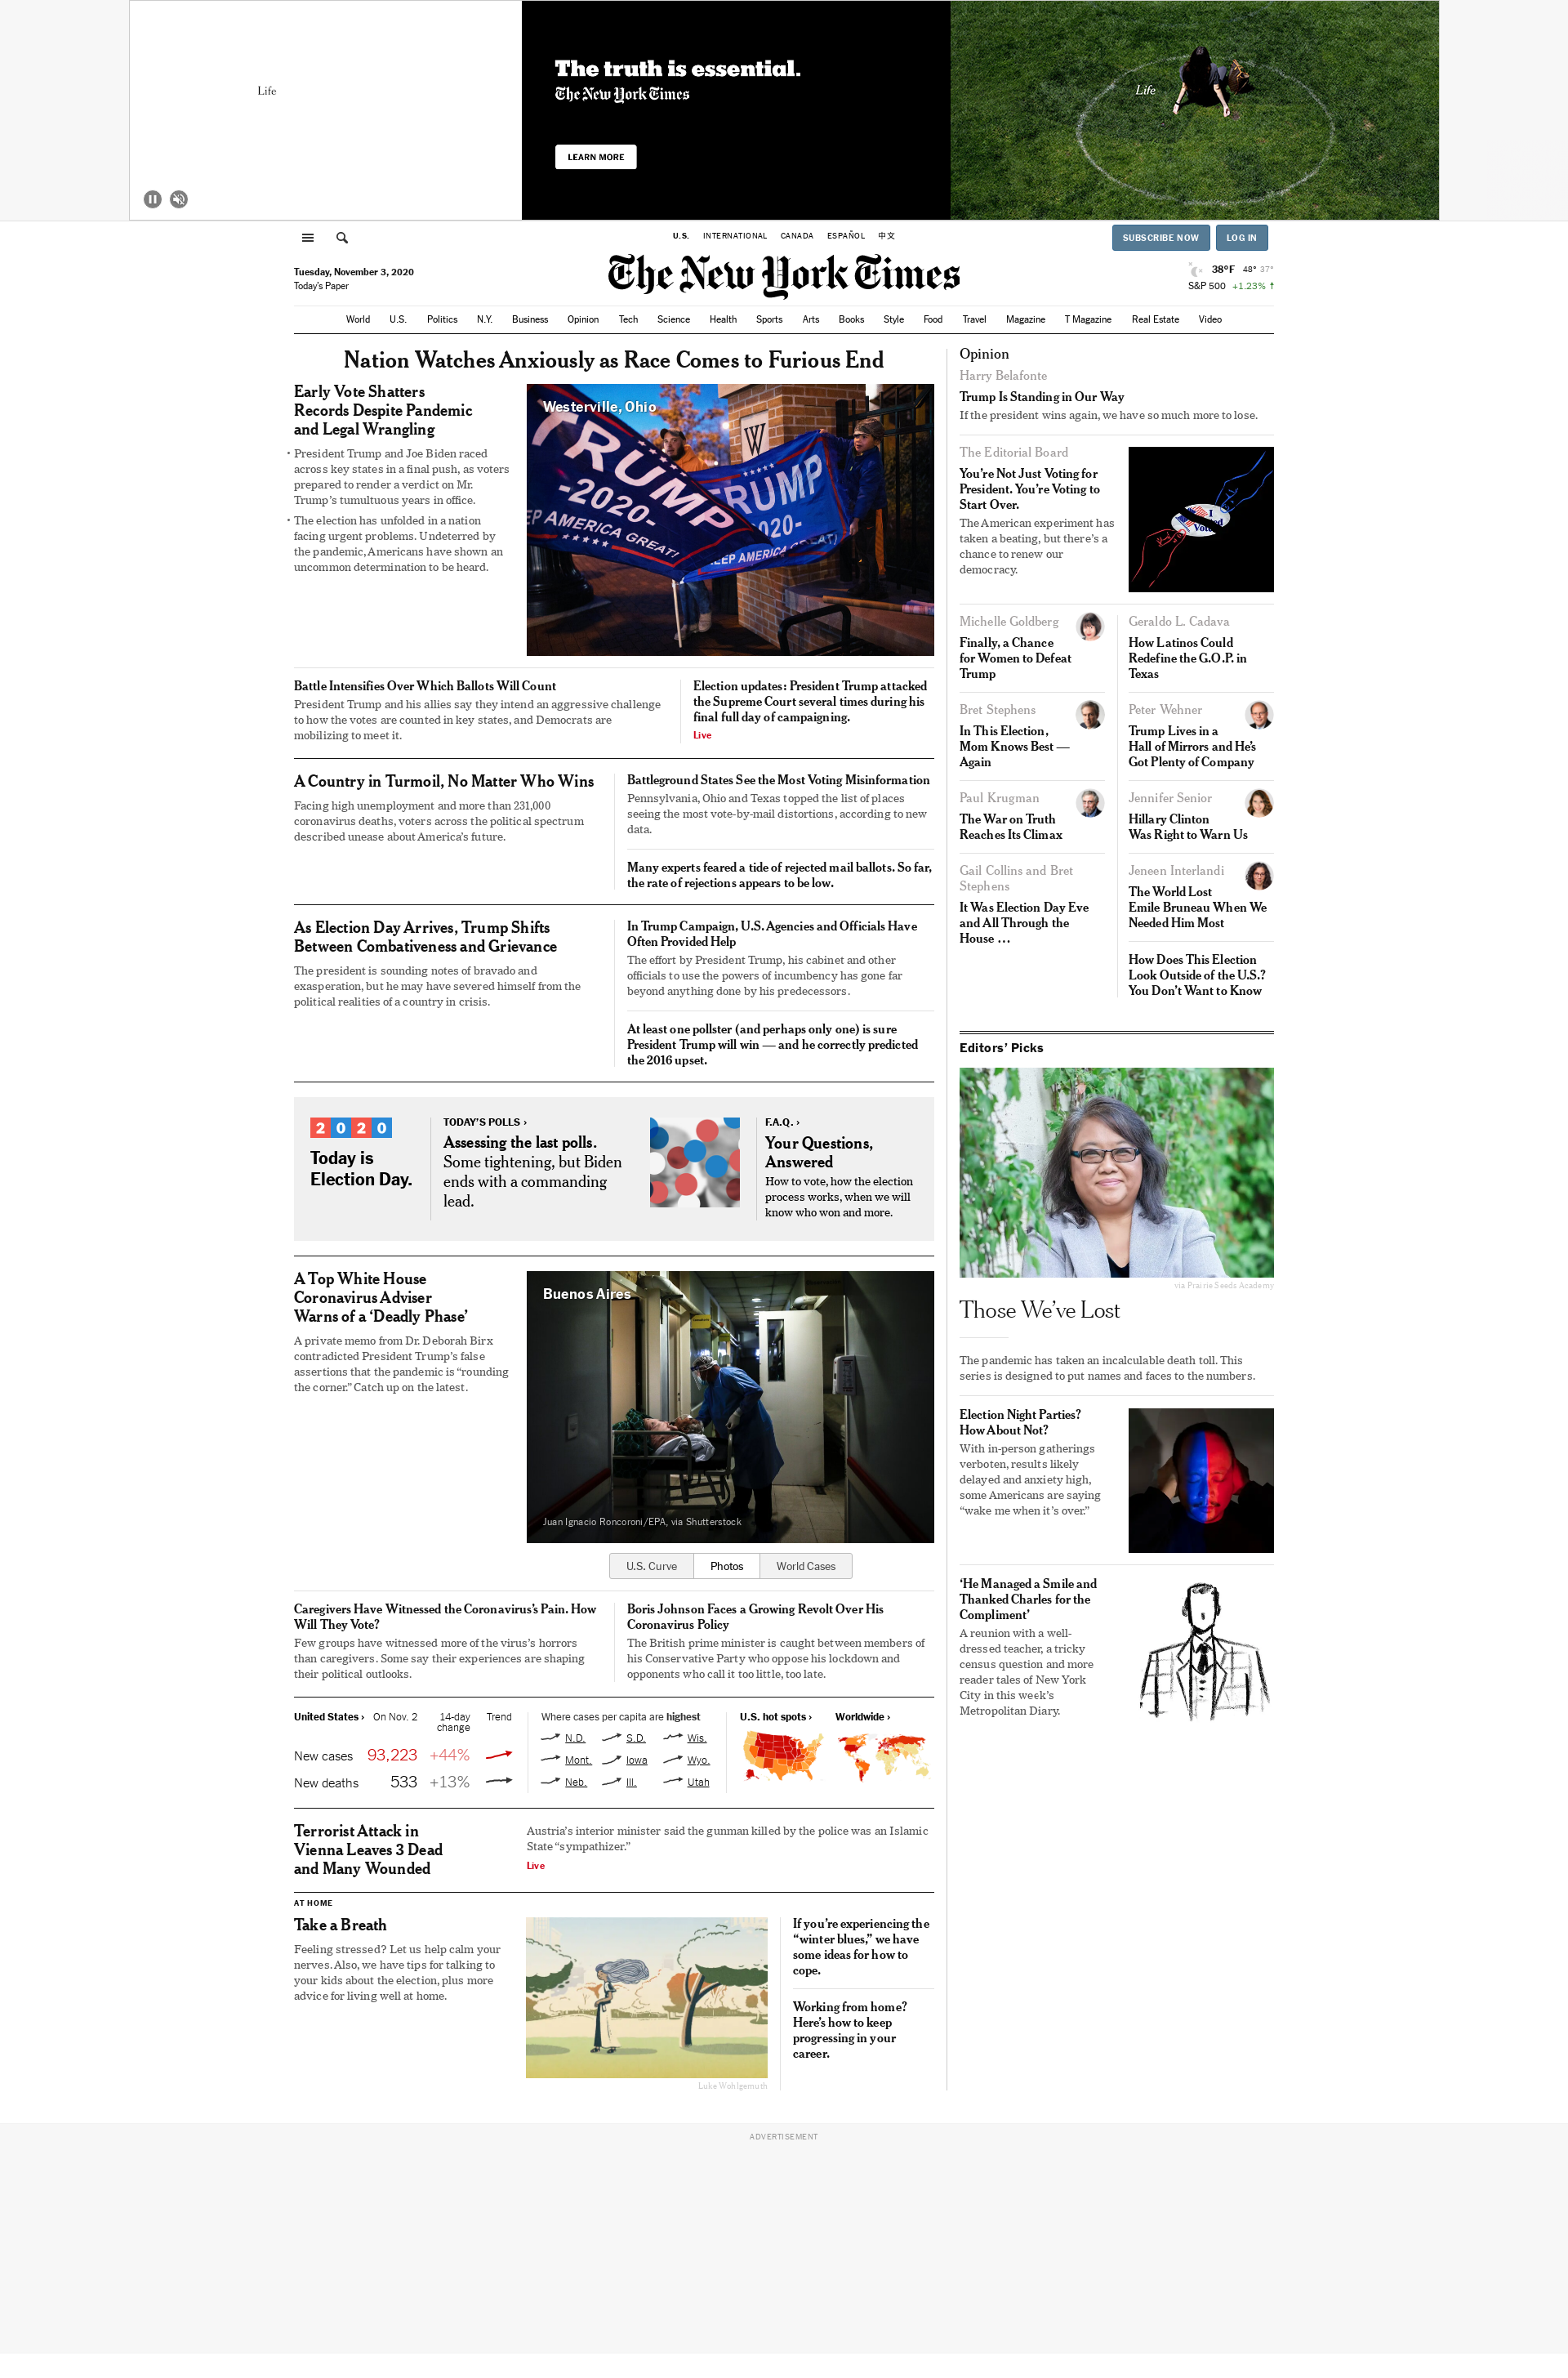 Life
The truth is essential.
The New York Times
LEARN MORE
Life
U.S. INTERNATIONAL CANADA ESPAÑOL 中文
SUBSCRIBE NOW LOG IN
Tuesday, November 3, 2020
Today's Paper
The New York Times
38°F 48° 37°
S&P 500 +1.23% ↑
World U.S. Politics N.Y. Business Opinion Tech Science Health Sports Arts Books Style Food Travel Magazine T Magazine Real Estate Video
Nation Watches Anxiously as Race Comes to Furious End
Early Vote Shatters
Records Despite Pandemic
and Legal Wrangling
• President Trump and Joe Biden raced
across key states in a final push, as voters
prepared to render a verdict on Mr.
Trump’s tumultuous years in office.
• The election has unfolded in a nation
facing urgent problems. Undeterred by
the pandemic, Americans have shown an
uncommon determination to be heard.
Westerville, Ohio
TRUMP
-2020-
KEEP AMERICA GREAT!
TRUMP
2020-
KEEP AMERICA GREAT!
W
Battle Intensifies Over Which Ballots Will Count
President Trump and his allies say they intend an aggressive challenge
to how the votes are counted in key states, and Democrats are
mobilizing to meet it.
Election updates: President Trump attacked
the Supreme Court several times during his
final full day of campaigning.
Live
A Country in Turmoil, No Matter Who Wins
Facing high unemployment and more than 231,000
coronavirus deaths, voters across the political spectrum
described unease about America’s future.
Battleground States See the Most Voting Misinformation
Pennsylvania, Ohio and Texas topped the list of places
seeing the most vote-by-mail distortions, according to new
data.
Many experts feared a tide of rejected mail ballots. So far,
the rate of rejections appears to be low.
As Election Day Arrives, Trump Shifts
Between Combativeness and Grievance
The president is sounding notes of bravado and
exasperation, but he may have severed himself from the
political realities of a country in crisis.
In Trump Campaign, U.S. Agencies and Officials Have
Often Provided Help
The effort by President Trump, his cabinet and other
officials to use the powers of incumbency has gone far
beyond anything done by his predecessors.
At least one pollster (and perhaps only one) is sure
President Trump will win — and he correctly predicted
the 2016 upset.
2020
Today is
Election Day.
TODAY’S POLLS ›
Assessing the last polls.
Some tightening, but Biden
ends with a commanding
lead.
F.A.Q. ›
Your Questions,
Answered
How to vote, how the election
process works, when we will
know who won and more.
A Top White House
Coronavirus Adviser
Warns of a ‘Deadly Phase’
A private memo from Dr. Deborah Birx
contradicted President Trump’s false
assertions that the pandemic is “rounding
the corner.” Catch up on the latest.
Buenos Aires
Juan Ignacio Roncoroni/EPA, via Shutterstock
U.S. Curve Photos World Cases
Caregivers Have Witnessed the Coronavirus’s Pain. How
Will They Vote?
Few groups have witnessed more of the virus’s horrors
than caregivers. Some say their experiences are shaping
their political outlooks.
Boris Johnson Faces a Growing Revolt Over His
Coronavirus Policy
The British prime minister is caught between members of
his Conservative Party who oppose his lockdown and
opponents who call it too little, too late.
United States › On Nov. 2 14-day
change Trend
New cases 93,223 +44%
New deaths 533 +13%
Where cases per capita are highest
N.D. S.D. Wis.
Mont. Iowa Wyo.
Neb. Ill. Utah
U.S. hot spots › Worldwide ›
Terrorist Attack in
Vienna Leaves 3 Dead
and Many Wounded
Austria’s interior minister said the gunman killed by the police was an Islamic
State “sympathizer.”
Live
AT HOME
Take a Breath
Feeling stressed? Let us help calm your
nerves. Also, we have tips for talking to
your kids about the election, plus more
advice for living well at home.
Luke Wohlgemuth
If you’re experiencing the
“winter blues,” we have
some ideas for how to
cope.
Working from home?
Here’s how to keep
progressing in your
career.
Opinion
Harry Belafonte
Trump Is Standing in Our Way
If the president wins again, we have so much more to lose.
The Editorial Board
You’re Not Just Voting for
President. You’re Voting to
Start Over.
The American experiment has
taken a beating, but there’s a
chance to renew our
democracy.
I
Voted
Michelle Goldberg
Finally, a Chance
for Women to Defeat
Trump
Bret Stephens
In This Election,
Mom Knows Best —
Again
Paul Krugman
The War on Truth
Reaches Its Climax
Gail Collins and Bret
Stephens
It Was Election Day Eve
and All Through the
House …
Geraldo L. Cadava
How Latinos Could
Redefine the G.O.P. in
Texas
Peter Wehner
Trump Lives in a
Hall of Mirrors and He’s
Got Plenty of Company
Jennifer Senior
Hillary Clinton
Was Right to Warn Us
Jeneen Interlandi
The World Lost
Emile Bruneau When We
Needed Him Most
How Does This Election
Look Outside of the U.S.?
You Don’t Want to Know
Editors’ Picks
via Prairie Seeds Academy
Those We’ve Lost
The pandemic has taken an incalculable death toll. This
series is designed to put names and faces to the numbers.
Election Night Parties?
How About Not?
With in-person gatherings
verboten, results likely
delayed and anxiety high,
some Americans are saying
“wake me when it’s over.”
‘He Managed a Smile and
Thanked Charles for the
Compliment’
A reunion with a well-
dressed teacher, a tricky
census question and more
reader tales of New York
City in this week’s
Metropolitan Diary.
ADVERTISEMENT